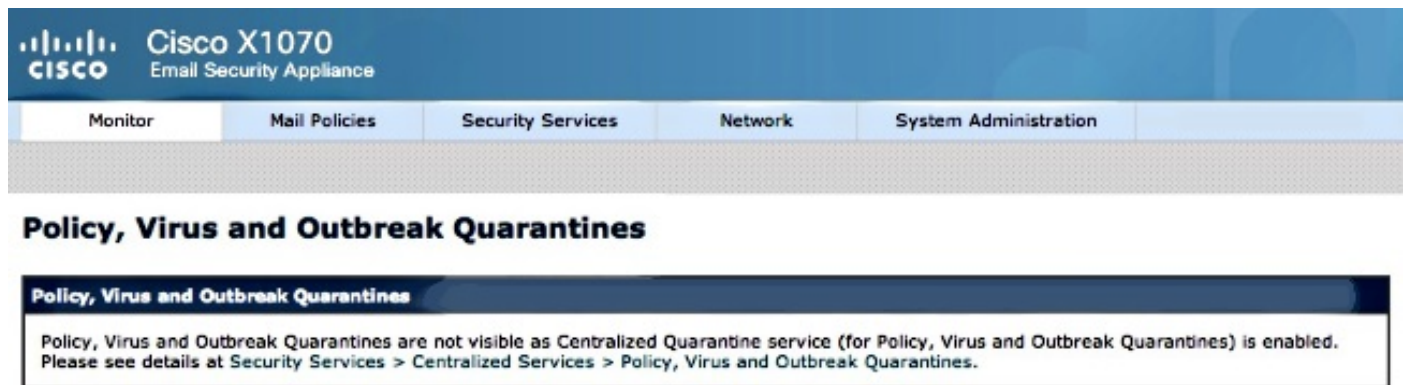 CISCO
Cisco X1070
Email Security Appliance
Monitor
Mail Policies
Security Services
Network
System Administration
Policy, Virus and Outbreak Quarantines
Policy, Virus and Outbreak Quarantines
Policy, Virus and Outbreak Quarantines are not visible as Centralized Quarantine service (for Policy, Virus and Outbreak Quarantines) is enabled.
Please see details at Security Services > Centralized Services > Policy, Virus and Outbreak Quarantines.